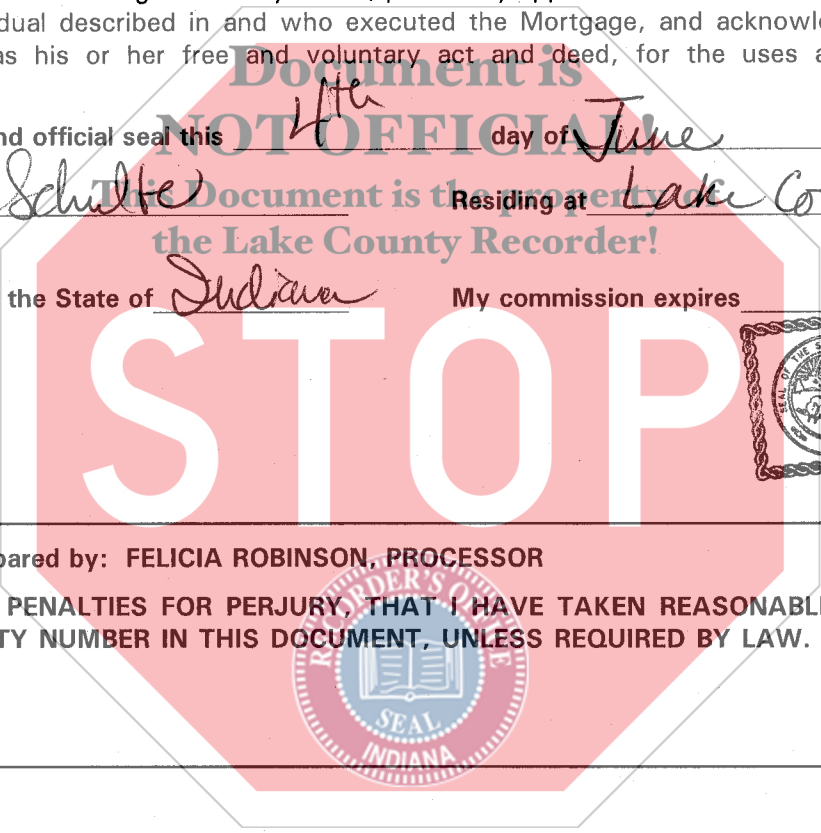 dual described in and who executed the Mortgage, and acknowle
as his or her free and voluntary act and deed, for the uses a
Document is
NOT OFFICIAL!
This Document is the property of
the Lake County Recorder!
nd official seal this 4th day of June
Schulte Residing at Lake Co
the State of Indiana My commission expires
STOP
SEAL OF THE S
pared by: FELICIA ROBINSON, PROCESSOR
PENALTIES FOR PERJURY, THAT I HAVE TAKEN REASONABL
TY NUMBER IN THIS DOCUMENT, UNLESS REQUIRED BY LAW.
RECORDER'S OFFICE
SEAL
INDIANA